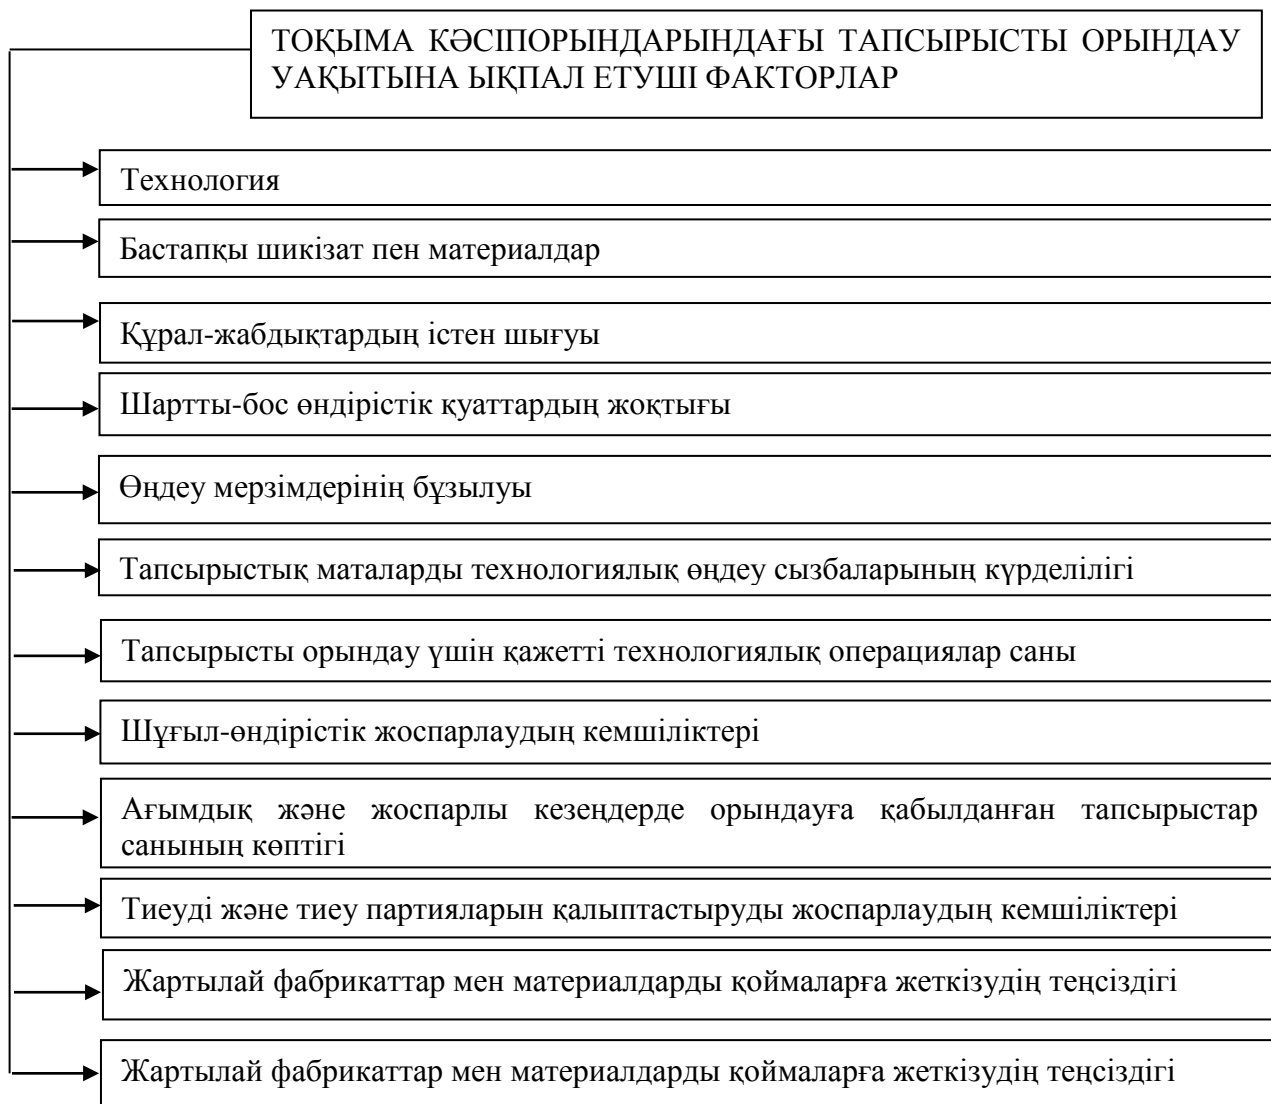 ТОҚЫМА КӘСІПОРЫНДАРЫНДАҒЫ ТАПСЫРЫСТЫ ОРЫНДАУ
УАҚЫТЫНА ЫҚПАЛ ЕТУШІ ФАКТОРЛАР
Технология
Бастапқы шикізат пен материалдар
Құрал-жабдықтардың істен шығуы
Шартты-бос өндірістік қуаттардың жоқтығы
Өңдеу мерзімдерінің бұзылуы
Тапсырыстық маталарды технологиялық өңдеу сызбаларының күрделілігі
Тапсырысты орындау үшін қажетті технологиялық операциялар саны
Шұғыл-өндірістік жоспарлаудың кемшіліктері
Ағымдық және жоспарлы кезеңдерде орындауға қабылданған тапсырыстар
санының көптігі
Тиеуді және тиеу партияларын қалыптастыруды жоспарлаудың кемшіліктері
Жартылай фабрикаттар мен материалдарды қоймаларға жеткізудің теңсіздігі
Жартылай фабрикаттар мен материалдарды қоймаларға жеткізудің теңсіздігі